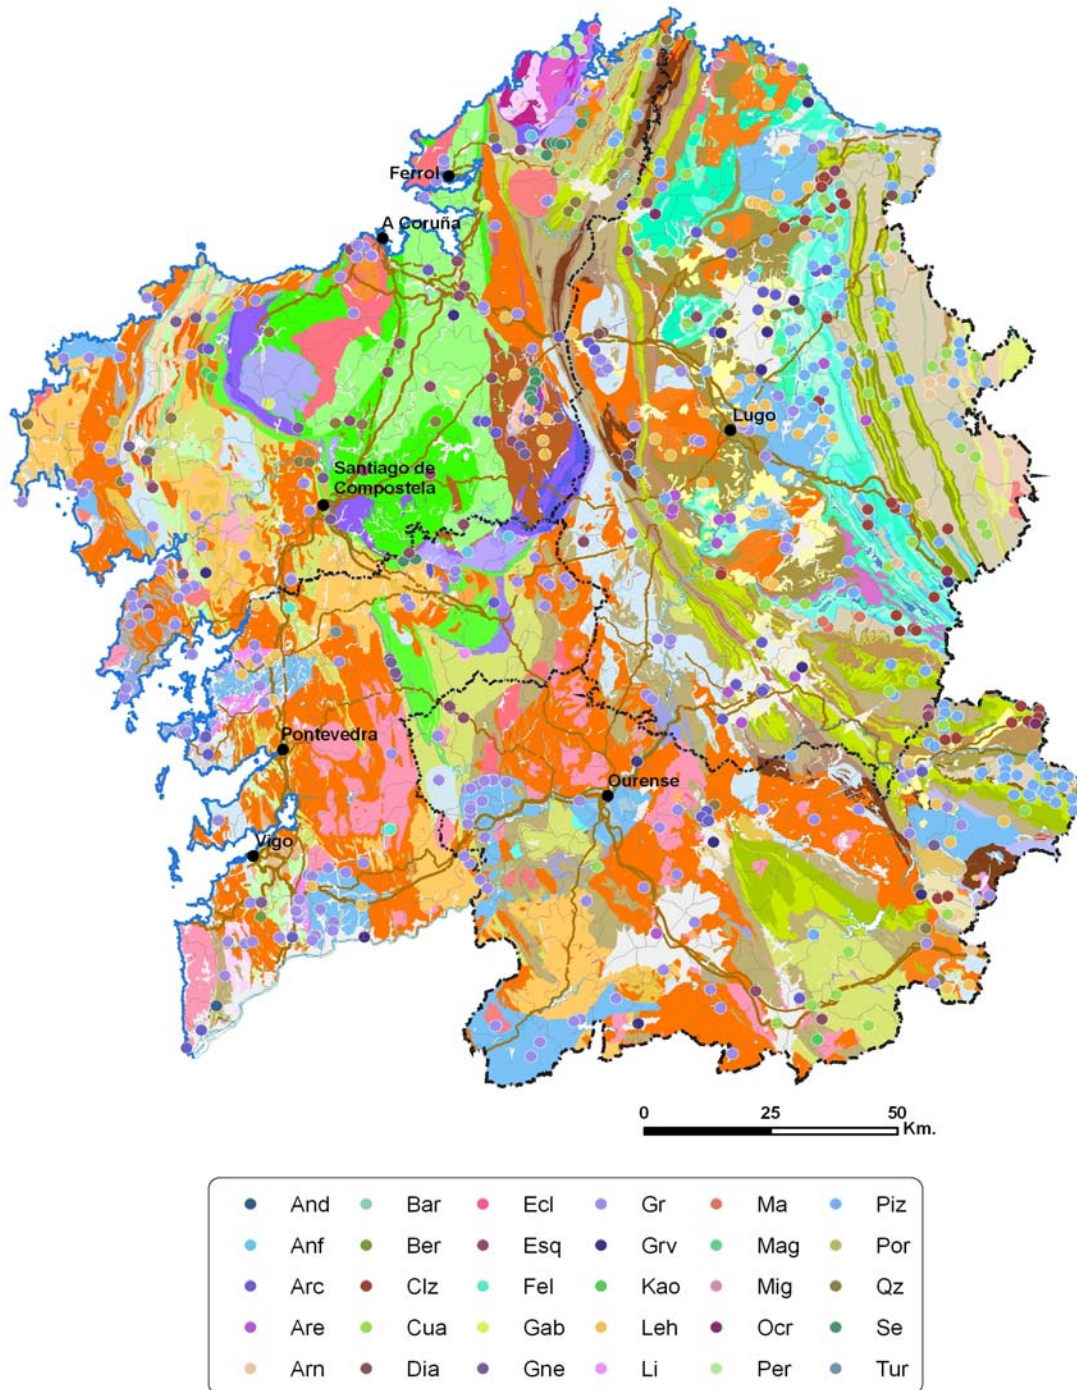 Ferrol
A Coruña
Lugo
Santiago de
Compostela
Pontevedra
Ourense
Vigo
0 25 50
Km.
And Bar Ecl Gr Ma Piz
Anf Ber Esq Grv Mag Por
Arc Clz Fel Kao Mig Qz
Are Cua Gab Leh Ocr Se
Arn Dia Gne Li Per Tur